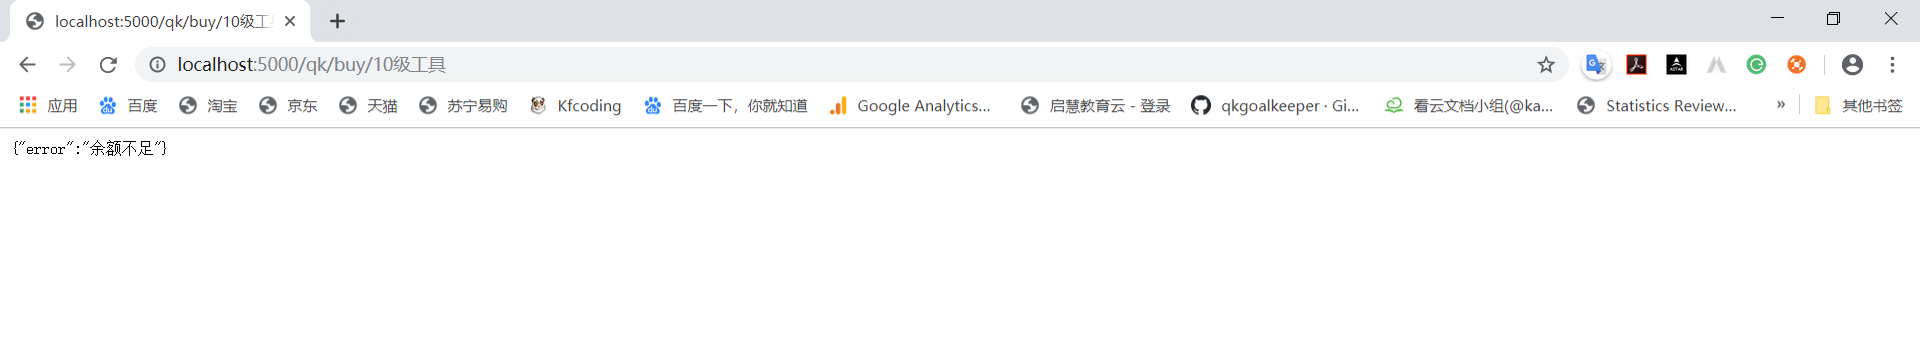 localhost:5000/qk/buy/10级工
localhost:5000/qk/buy/10级工具
应用 百度 淘宝 京东 天猫 苏宁易购 Kfcoding 百度一下，你就知道 Google Analytics... 启慧教育云 - 登录 qkgoalkeeper · Gi... 看云文档小组(@ka... Statistics Review... » 其他书签
{"error":"余额不足"}